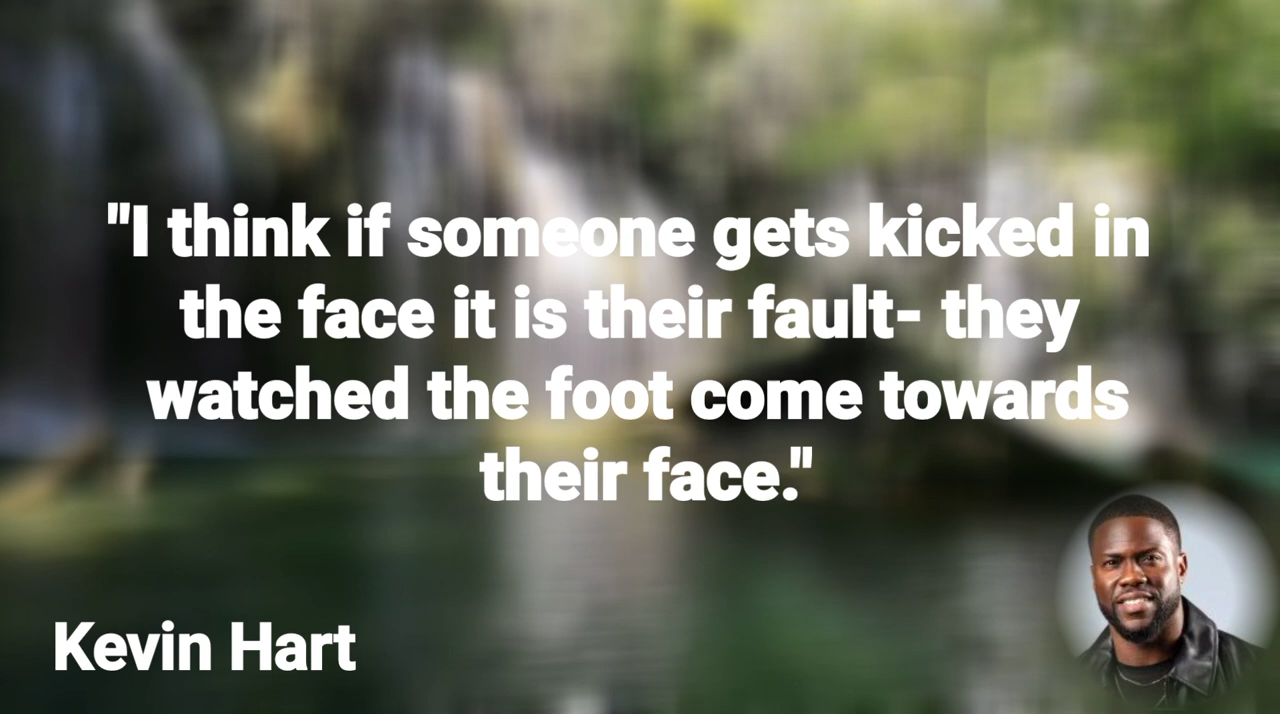 "I think if someone gets kicked in
the face it is their fault- they
watched the foot come towards
their face."
Kevin Hart